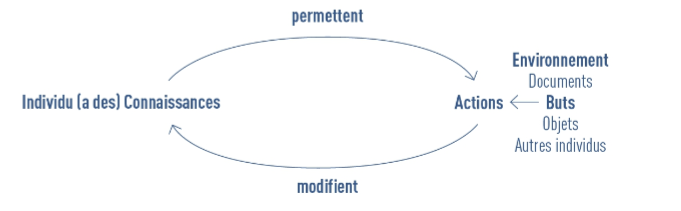 permettent
Individu (a des) Connaissances
Actions
Environnement
Documents
Buts
Objets
Autres individus
modifient